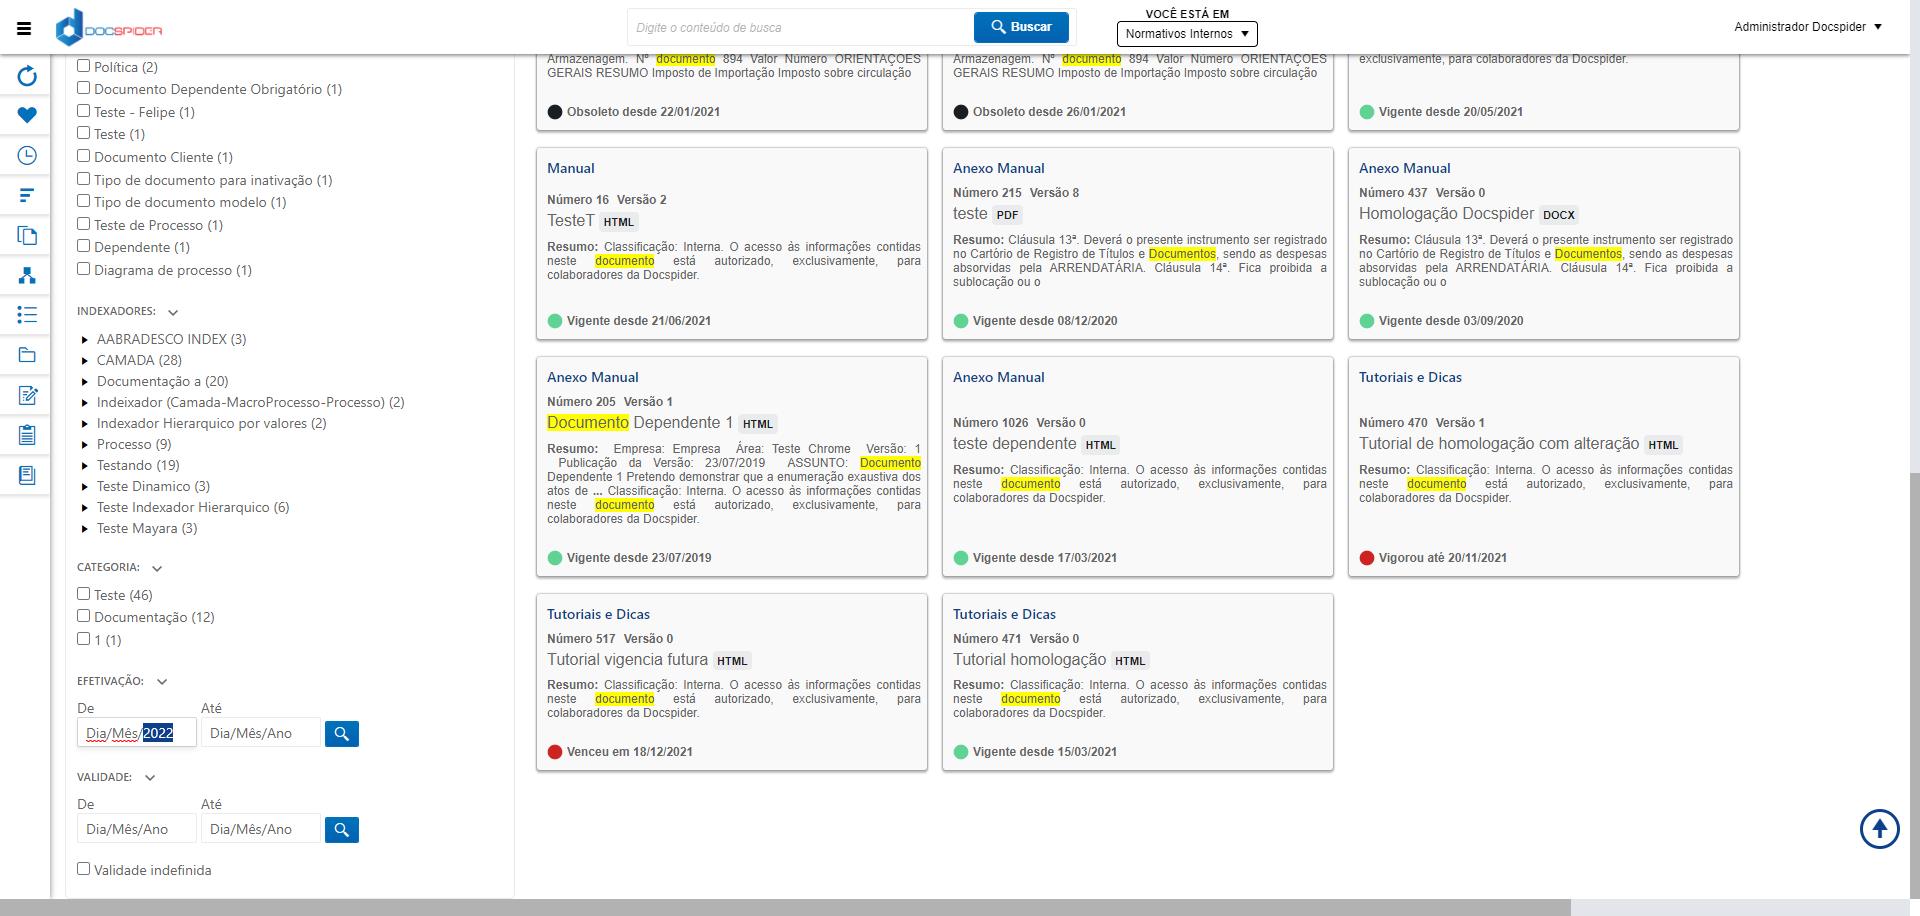 DOCSPIDER
Digite o conteúdo de busca
Buscar
VOCÊ ESTÁ EM
Normativos Internos
Administrador Docspider
Política (2)
Documento Dependente Obrigatório (1)
Teste - Felipe (1)
Teste (1)
Documento Cliente (1)
Tipo de documento para inativação (1)
Tipo de documento modelo (1)
Teste de Processo (1)
Dependente (1)
Diagrama de processo (1)
INDEXADORES:
AABRADESCO INDEX (3)
CAMADA (28)
Documentação a (20)
Indeixador (Camada-MacroProcesso-Processo) (2)
Indexador Hierarquico por valores (2)
Processo (9)
Testando (19)
Teste Dinamico (3)
Teste Indexador Hierarquico (6)
Teste Mayara (3)
CATEGORIA:
Teste (46)
Documentação (12)
1 (1)
EFETIVAÇÃO:
De Até
Dia/Mês/2022 Dia/Mês/Ano
VALIDADE:
De Até
Dia/Mês/Ano Dia/Mês/Ano
Validade indefinida
Armazenagem. Nº documento 894 Valor Número ORIENTAÇÕES
GERAIS RESUMO Imposto de Importação Imposto sobre circulação
Obsoleto desde 22/01/2021
Armazenagem. Nº documento 894 Valor Número ORIENTAÇÕES
GERAIS RESUMO Imposto de Importação Imposto sobre circulação
Obsoleto desde 26/01/2021
exclusivamente, para colaboradores da Docspider.
Vigente desde 20/05/2021
Manual
Número 16 Versão 2
TesteT HTML
Resumo: Classificação: Interna. O acesso às informações contidas
neste documento está autorizado, exclusivamente, para
colaboradores da Docspider.
Vigente desde 21/06/2021
Anexo Manual
Número 215 Versão 8
teste PDF
Resumo: Cláusula 13ª. Deverá o presente instrumento ser registrado
no Cartório de Registro de Títulos e Documentos, sendo as despesas
absorvidas pela ARRENDATÁRIA. Cláusula 14ª. Fica proibida a
sublocação ou o
Vigente desde 08/12/2020
Anexo Manual
Número 437 Versão 0
Homologação Docspider DOCX
Resumo: Cláusula 13ª. Deverá o presente instrumento ser registrado
no Cartório de Registro de Títulos e Documentos, sendo as despesas
absorvidas pela ARRENDATÁRIA. Cláusula 14ª. Fica proibida a
sublocação ou o
Vigente desde 03/09/2020
Anexo Manual
Número 205 Versão 1
Documento Dependente 1 HTML
Resumo: Empresa: Empresa Área: Teste Chrome Versão: 1
Publicação da Versão: 23/07/2019 ASSUNTO: Documento
Dependente 1 Pretendo demonstrar que a enumeração exaustiva dos
atos de ... Classificação: Interna. O acesso às informações contidas
neste documento está autorizado, exclusivamente, para
colaboradores da Docspider.
Vigente desde 23/07/2019
Anexo Manual
Número 1026 Versão 0
teste dependente HTML
Resumo: Classificação: Interna. O acesso às informações contidas
neste documento está autorizado, exclusivamente, para
colaboradores da Docspider.
Vigente desde 17/03/2021
Tutoriais e Dicas
Número 470 Versão 1
Tutorial de homologação com alteração HTML
Resumo: Classificação: Interna. O acesso às informações contidas
neste documento está autorizado, exclusivamente, para
colaboradores da Docspider.
Vigorou até 20/11/2021
Tutoriais e Dicas
Número 517 Versão 0
Tutorial vigencia futura HTML
Resumo: Classificação: Interna. O acesso às informações contidas
neste documento está autorizado, exclusivamente, para
colaboradores da Docspider.
Venceu em 18/12/2021
Tutoriais e Dicas
Número 471 Versão 0
Tutorial homologação HTML
Resumo: Classificação: Interna. O acesso às informações contidas
neste documento está autorizado, exclusivamente, para
colaboradores da Docspider.
Vigente desde 15/03/2021